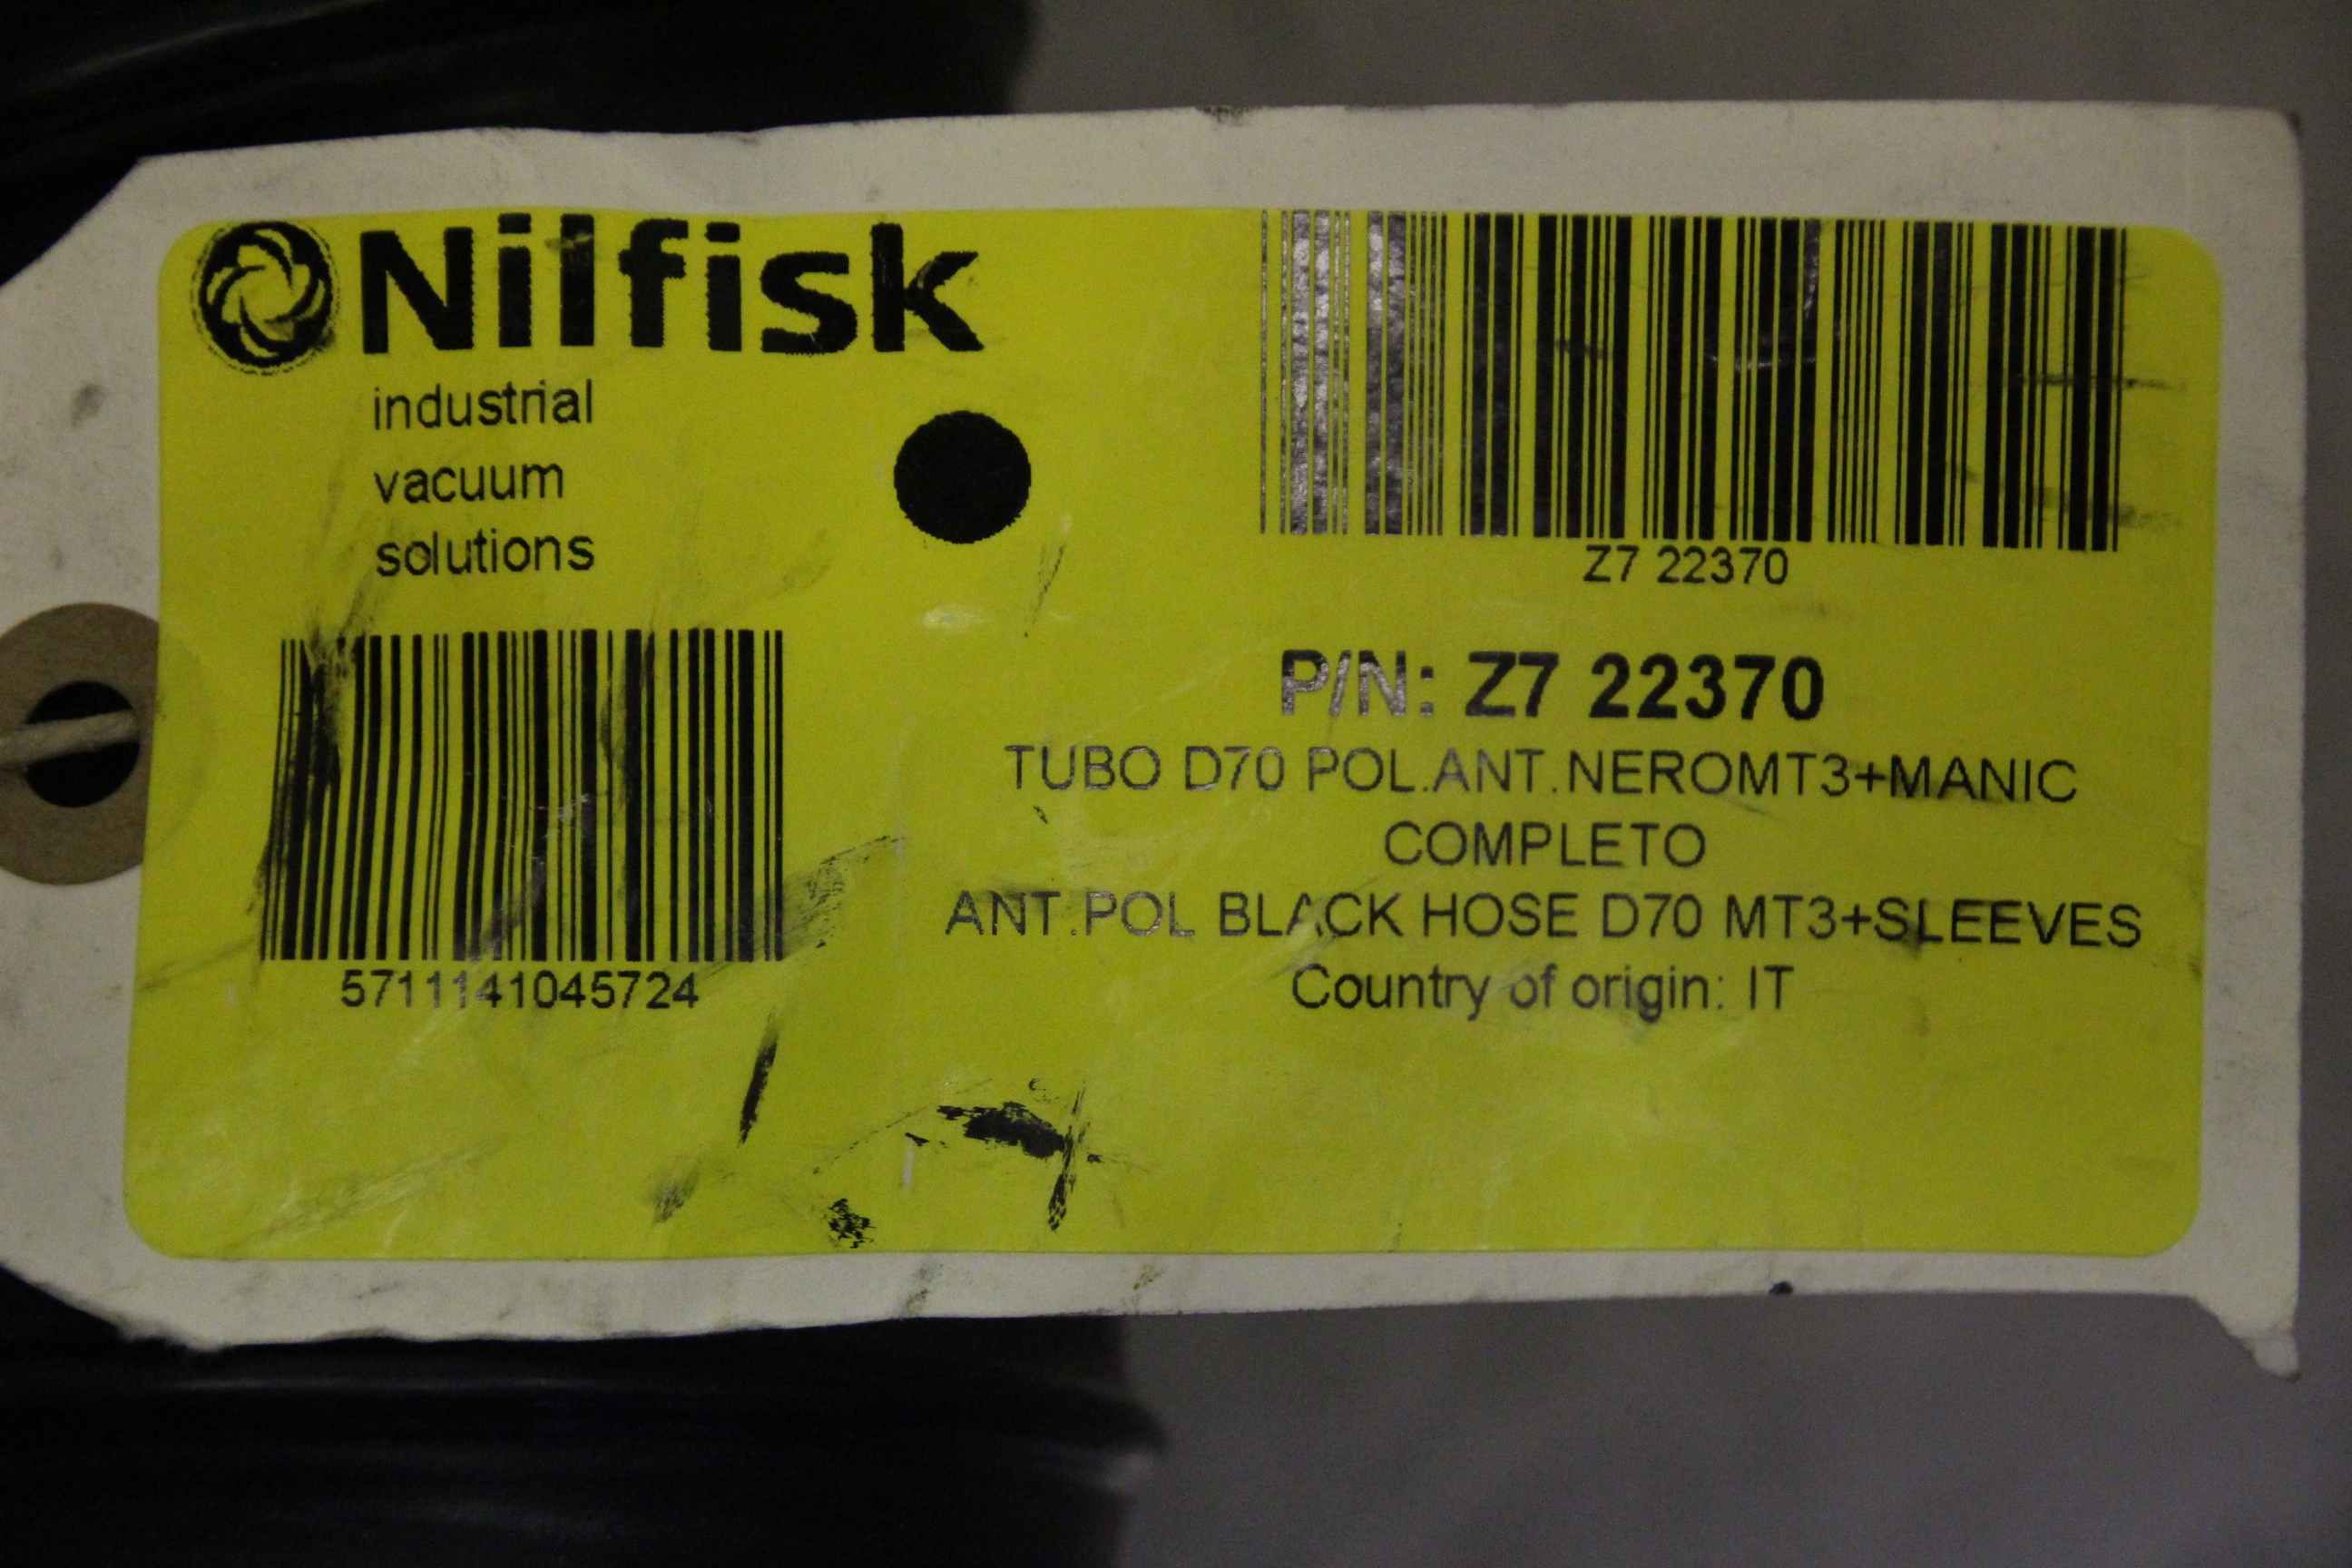 Nilfisk
industrial
vacuum
solutions
5711141045724
Z7 22370
P/N: Z7 22370
TUBO D70 POL.ANT.NEROMT3+MANIC
COMPLETO
ANT.POL BLACK HOSE D70 MT3+SLEEVES
Country of origin: IT